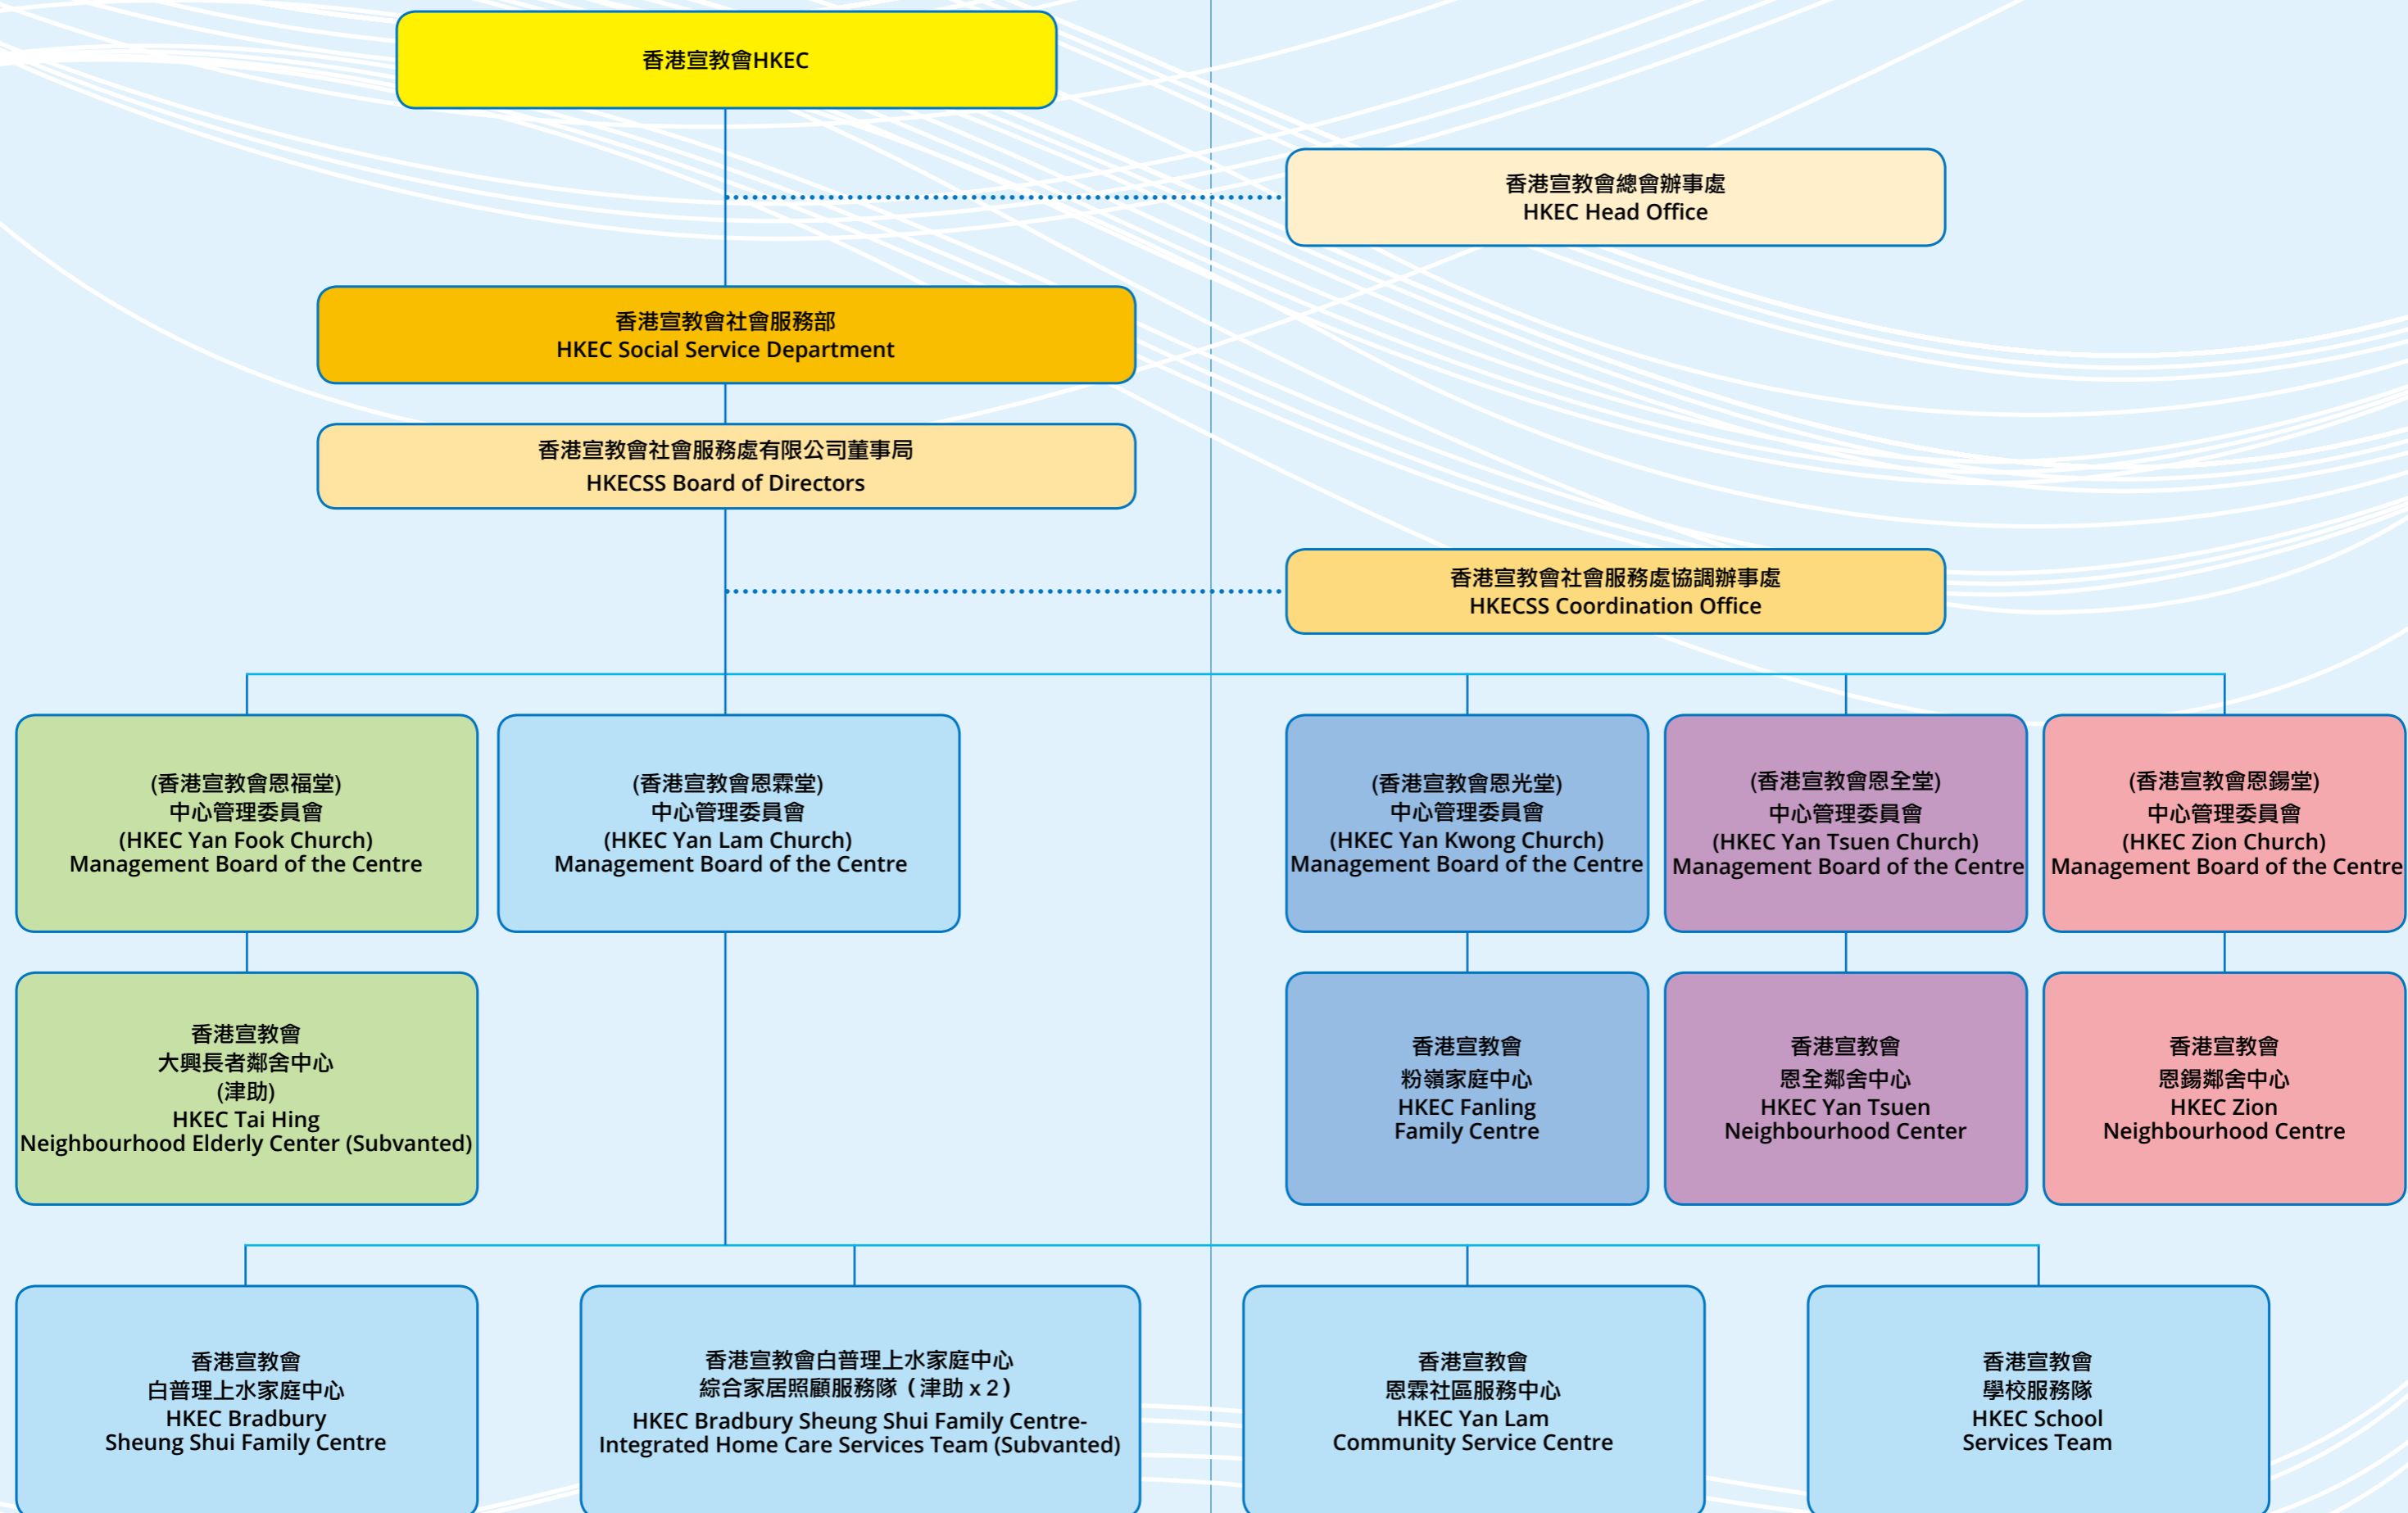 香港宣教會HKEC
香港宣教會總會辦事處
HKEC Head Office
香港宣教會社會服務部
HKEC Social Service Department
香港宣教會社會服務處有限公司董事局
HKECSS Board of Directors
香港宣教會社會服務處協調辦事處
HKECSS Coordination Office
(香港宣教會恩福堂)
中心管理委員會
(HKEC Yan Fook Church)
Management Board of the Centre
(香港宣教會恩霖堂)
中心管理委員會
(HKEC Yan Lam Church)
Management Board of the Centre
(香港宣教會恩光堂)
中心管理委員會
(HKEC Yan Kwong Church)
Management Board of the Centre
(香港宣教會恩全堂)
中心管理委員會
(HKEC Yan Tsuen Church)
Management Board of the Centre
(香港宣教會恩錫堂)
中心管理委員會
(HKEC Zion Church)
Management Board of the Centre
香港宣教會
大興長者鄰舍中心
(津助)
HKEC Tai Hing
Neighbourhood Elderly Center (Subvanted)
香港宣教會
粉嶺家庭中心
HKEC Fanling
Family Centre
香港宣教會
恩全鄰舍中心
HKEC Yan Tsuen
Neighbourhood Center
香港宣教會
恩錫鄰舍中心
HKEC Zion
Neighbourhood Centre
香港宣教會
白普理上水家庭中心
HKEC Bradbury
Sheung Shui Family Centre
香港宣教會白普理上水家庭中心
綜合家居照顧服務隊（津助 x 2）
HKEC Bradbury Sheung Shui Family Centre-
Integrated Home Care Services Team (Subvanted)
香港宣教會
恩霖社區服務中心
HKEC Yan Lam
Community Service Centre
香港宣教會
學校服務隊
HKEC School
Services Team